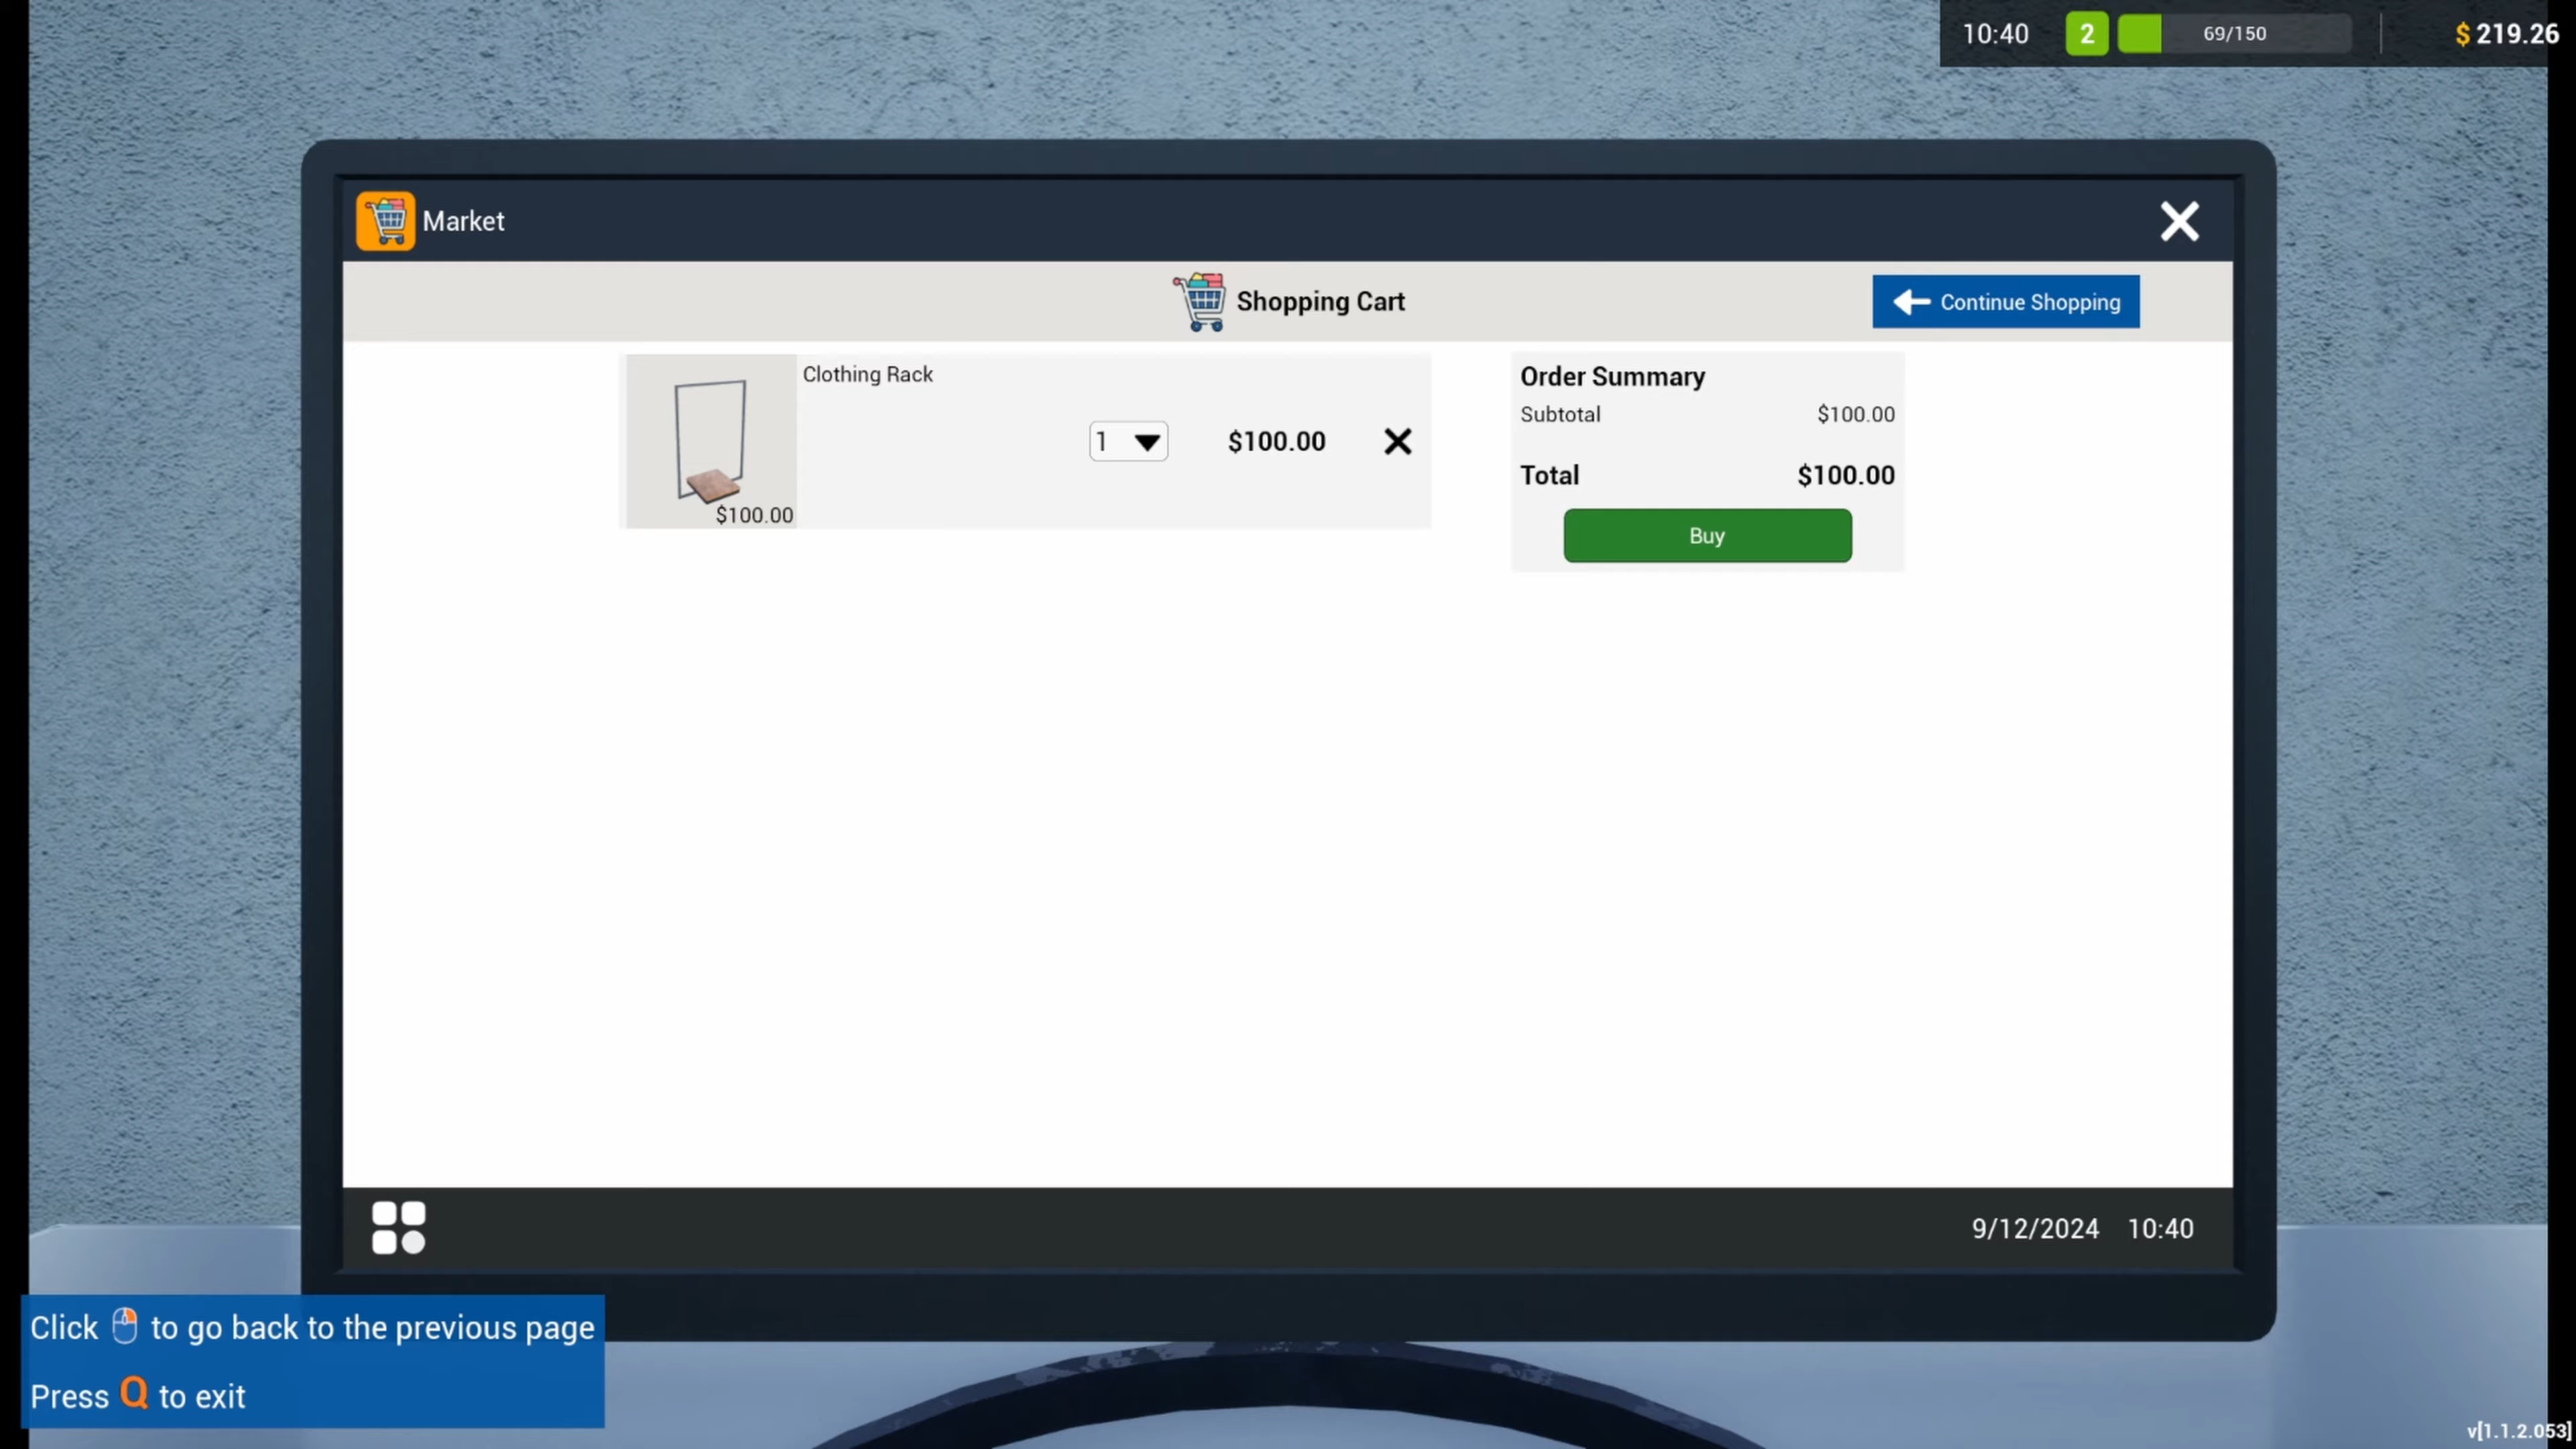 10:40 2 69/150 $ 219.26
Market
Shopping Cart
Continue Shopping
Clothing Rack
1 $100.00
$100.00
Order Summary
Subtotal $100.00
Total $100.00
Buy
9/12/2024 10:40
Click to go back to the previous page
Press Q to exit
v[1.1.2.053]